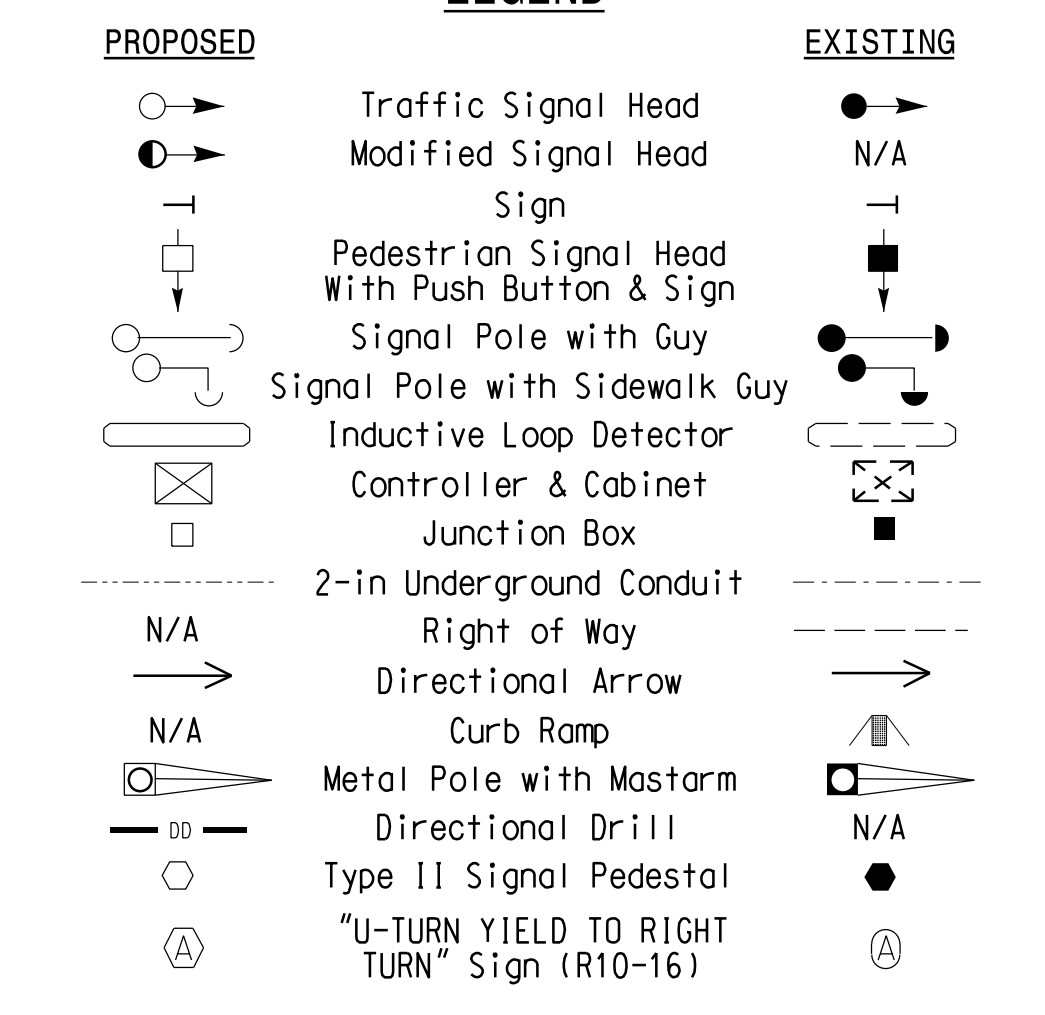 LEGEND
PROPOSED EXISTING
Traffic Signal Head
Modified Signal Head N/A
Sign
Pedestrian Signal Head
With Push Button & Sign
Signal Pole with Guy
Signal Pole with Sidewalk Guy
Inductive Loop Detector
Controller & Cabinet
Junction Box
2-in Underground Conduit
N/A Right of Way
Directional Arrow
N/A Curb Ramp
Metal Pole with Mastarm
DD Directional Drill N/A
Type II Signal Pedestal
"U-TURN YIELD TO RIGHT
A TURN" Sign (R10-16) A